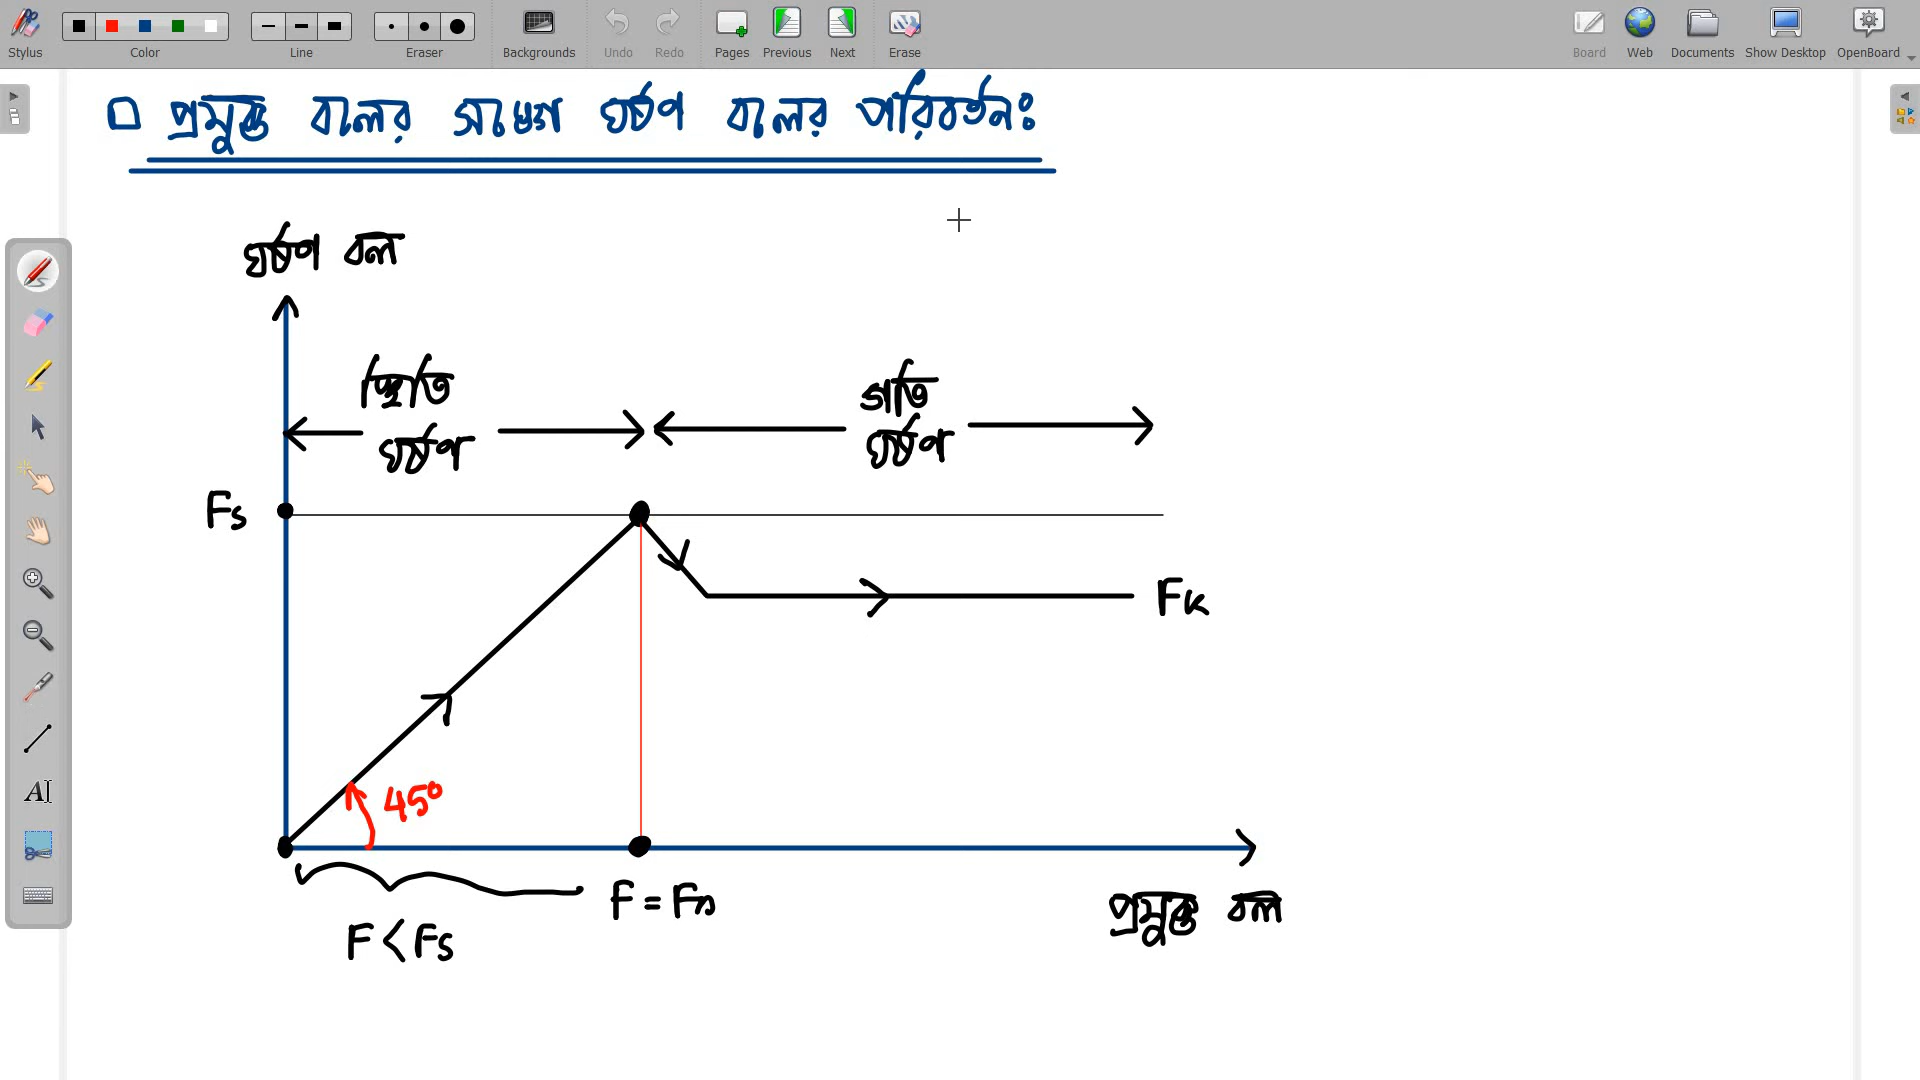 Stylus Color Line Eraser Backgrounds Undo Redo Pages Previous Next Erase Board Web Documents Show Desktop OpenBoard
প্রযুক্ত বলের সঙ্গে ঘর্ষণ বলের পরিবর্তনঃ
ঘর্ষণ বল
স্থিতি
ঘর্ষণ
গতি
ঘর্ষণ
Fs
Fk
45°
F = Fs
F < Fs
প্রযুক্ত বল